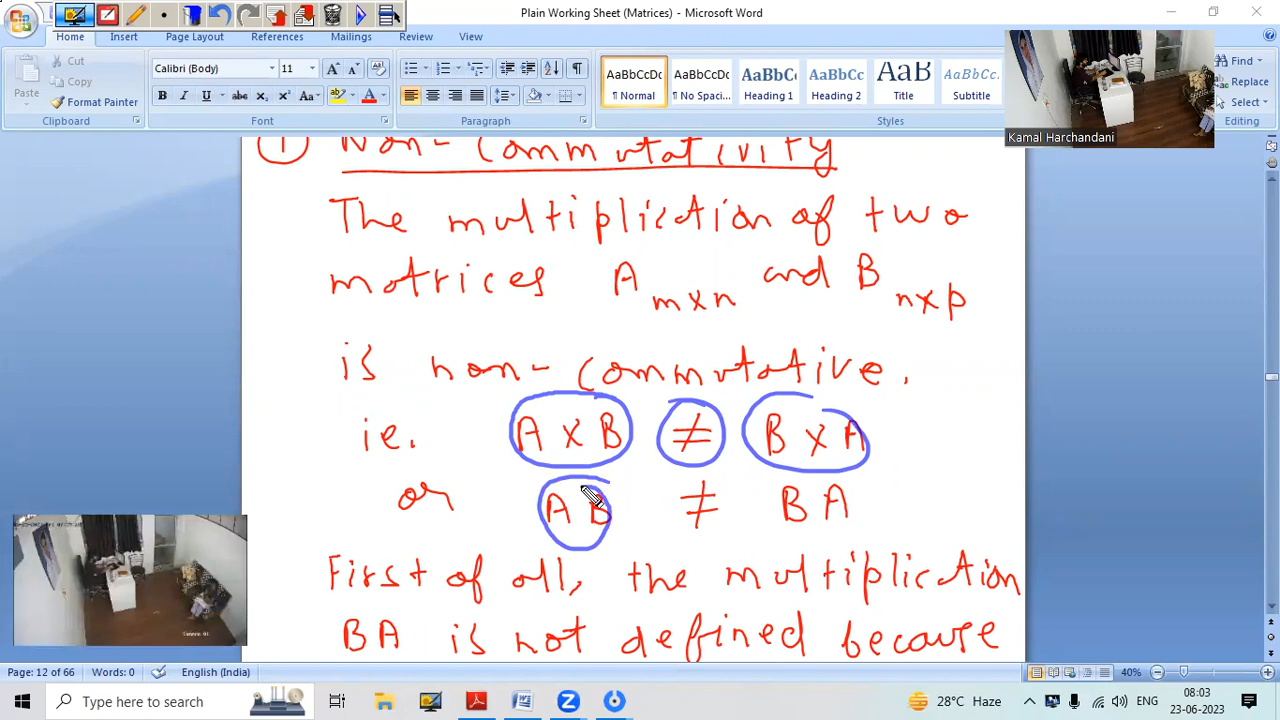 Plain Working Sheet (Matrices) - Microsoft Word
Home Insert Page Layout References Mailings Review View
Paste
Cut
Copy
Format Painter
Clipboard
Calibri (Body) 11
B I U abc X₂ X² Aa
Font
Paragraph
AaBbCcDc AaBbCcDc AaBbC AaBbCc AaB AaBbCc.
¶ Normal ¶ No Spaci... Heading 1 Heading 2 Title Subtitle
Styles
Find
Replace
Select
Editing
Kamal Harchandani
① Non-Commutativity
The multiplication of two
matrices A m×n and B n×p
is non-commutative.
ie. A × B ≠ B × A
or AB ≠ BA
First of all, the multiplication
BA is not defined because
Page: 12 of 66 Words: 0 English (India) 40%
Type here to search
28°C Haze ENG 08:03
23-06-2023